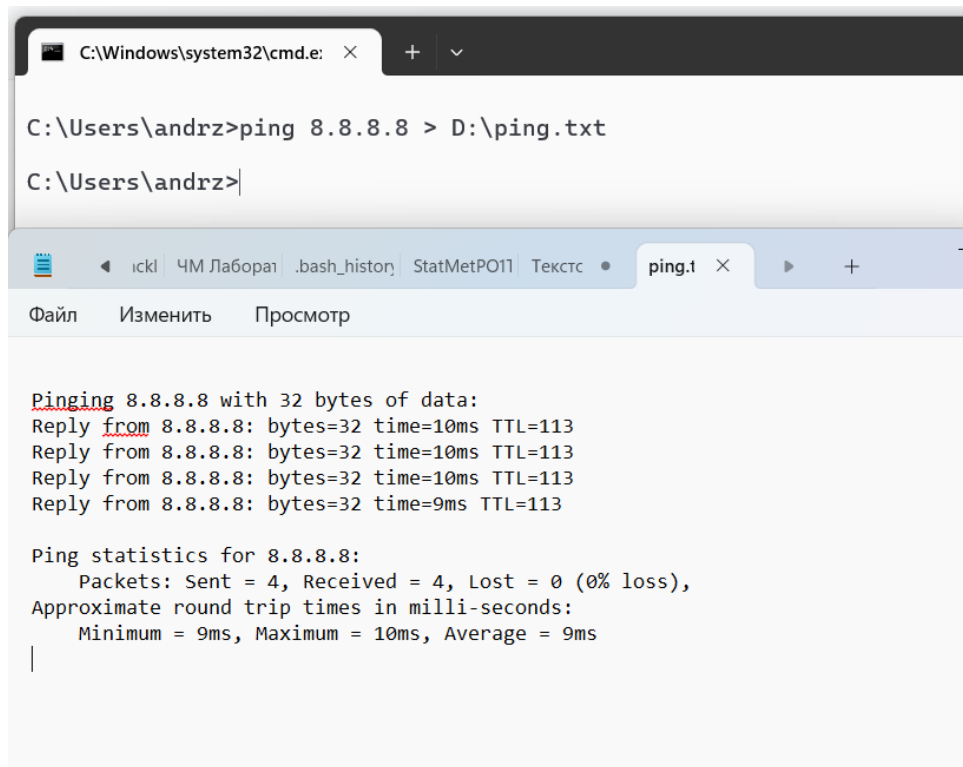 C:\Windows\system32\cmd.e:
C:\Users\andrz>ping 8.8.8.8 > D:\ping.txt
C:\Users\andrz>
ckl ЧМ Лаборат .bash_history StatMetPO1 Текстс ping.t
Файл Изменить Просмотр
Pinging 8.8.8.8 with 32 bytes of data:
Reply from 8.8.8.8: bytes=32 time=10ms TTL=113
Reply from 8.8.8.8: bytes=32 time=10ms TTL=113
Reply from 8.8.8.8: bytes=32 time=10ms TTL=113
Reply from 8.8.8.8: bytes=32 time=9ms TTL=113
Ping statistics for 8.8.8.8:
Packets: Sent = 4, Received = 4, Lost = 0 (0% loss),
Approximate round trip times in milli-seconds:
Minimum = 9ms, Maximum = 10ms, Average = 9ms